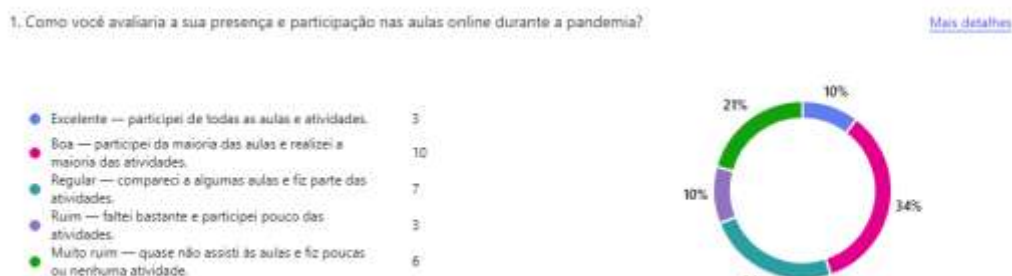 1. Como você avaliaria a sua presença e participação nas aulas online durante a pandemia?
Mais detalhes
Excelente — participei de todas as aulas e atividades. 3
Boa — participei da maioria das aulas e realizei a
maioria das atividades. 10
Regular — compareci a algumas aulas e fiz parte das
atividades. 7
Ruim — faltei bastante e participei pouco das
atividades. 3
Muito ruim — quase não assisti às aulas e fiz poucas
ou nenhuma atividade. 6
10%
21%
10%
34%